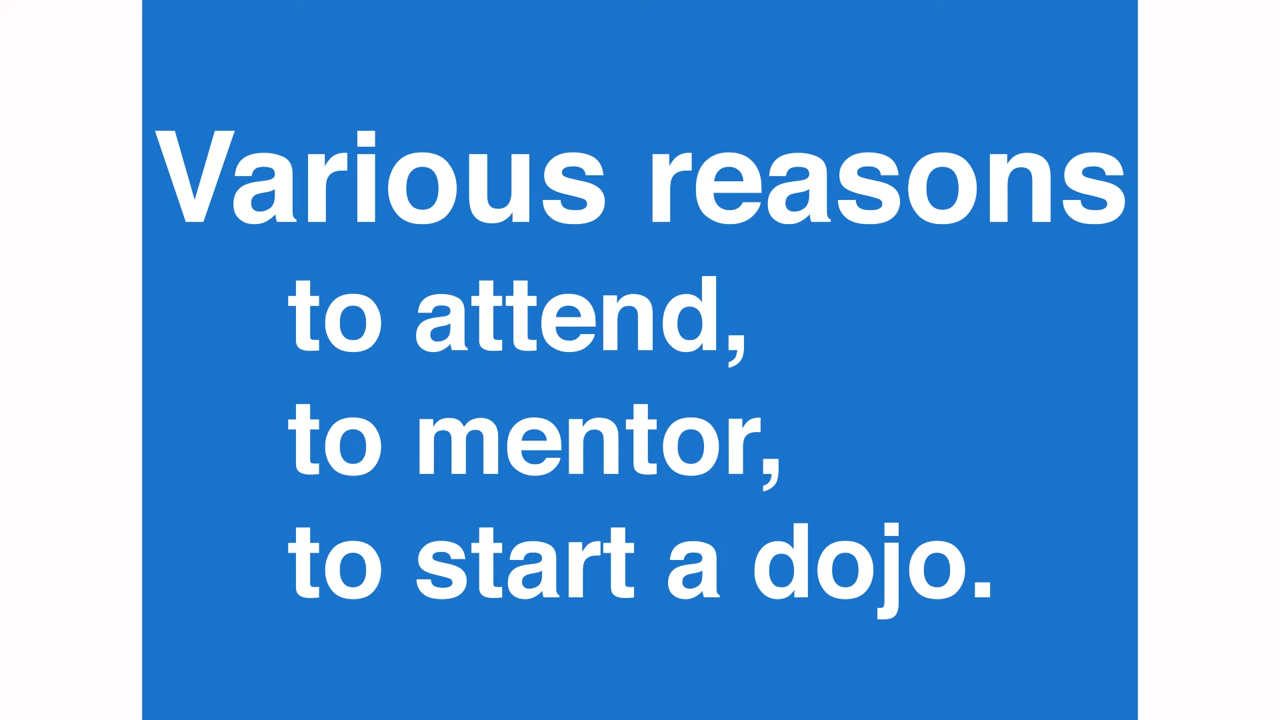 Various reasons
to attend,
to mentor,
to start a dojo.